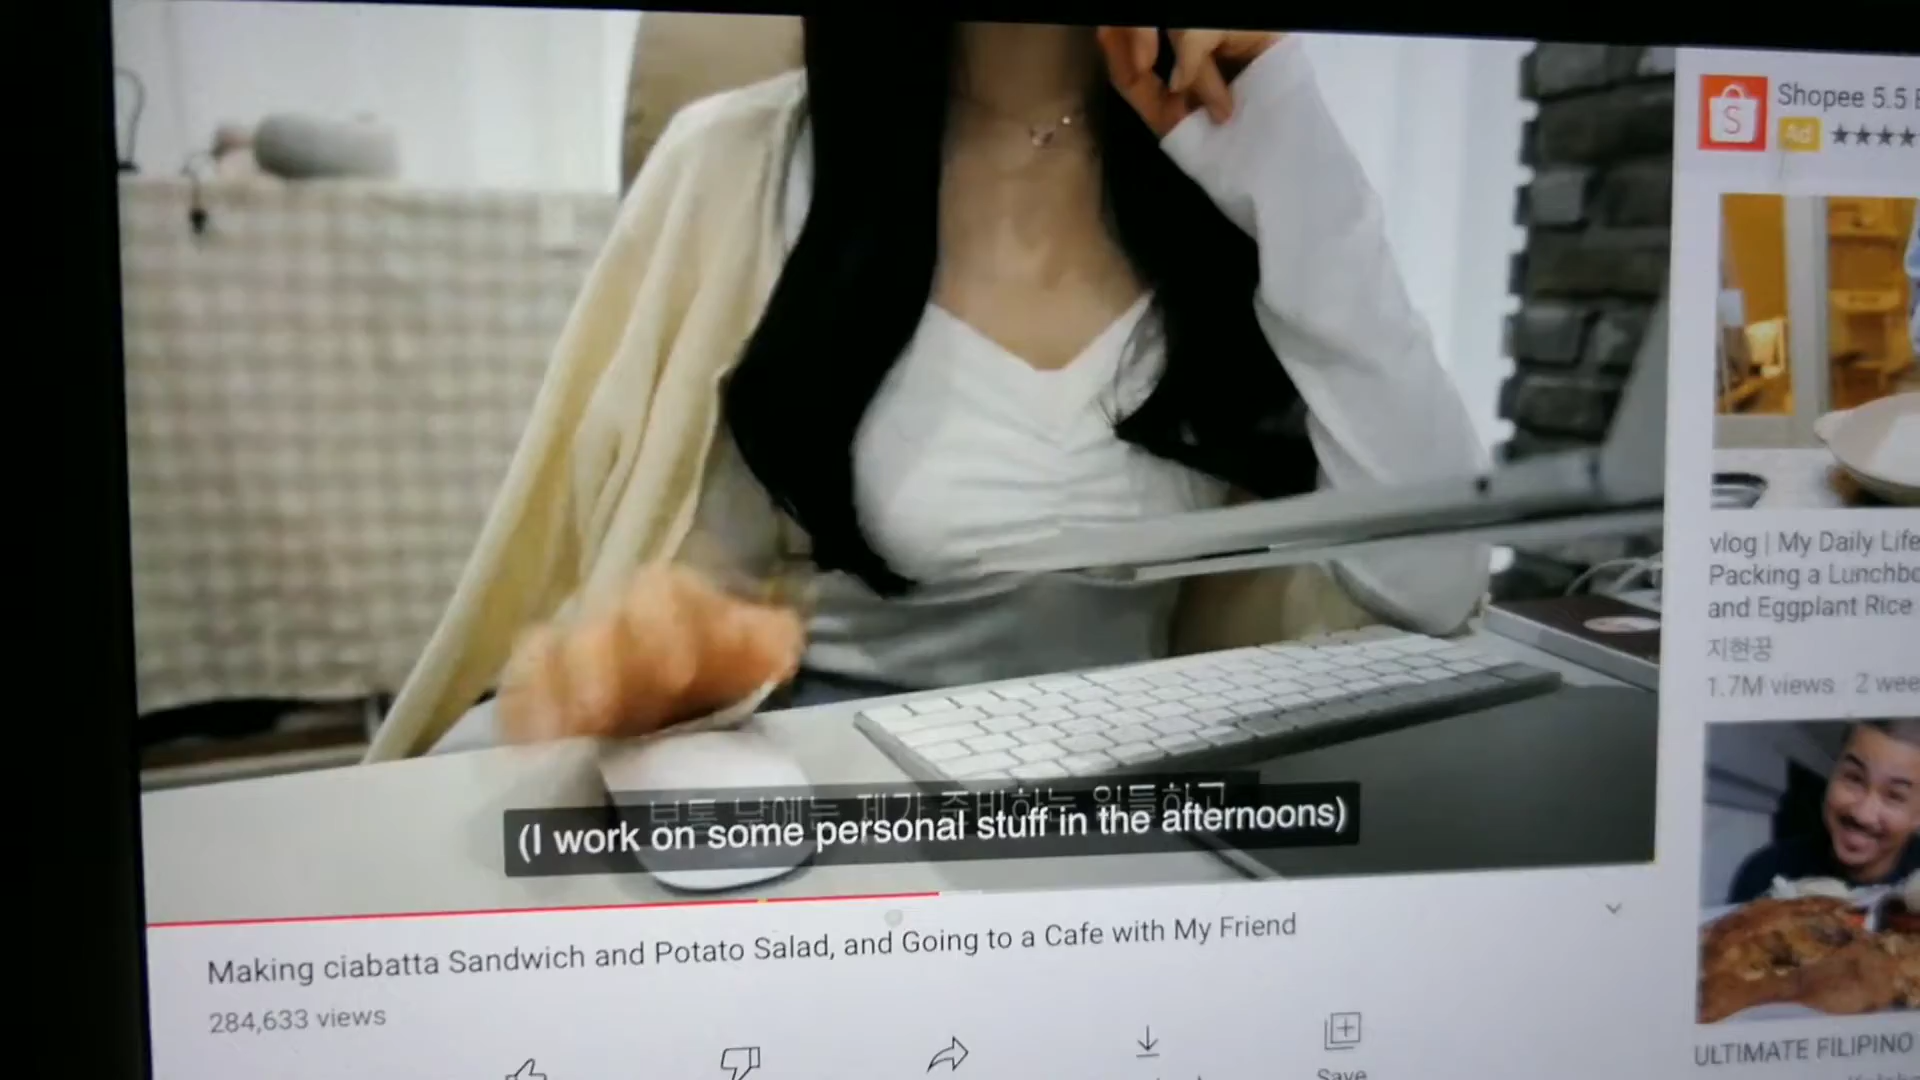 Shopee 5.5
Ad ★★★★
(I work on some personal stuff in the afternoons)
Making ciabatta Sandwich and Potato Salad, and Going to a Cafe with My Friend
284,633 views
Save
vlog | My Daily Life
Packing a
and Eggplant Rice
지현꿍
1.7M views · 2
ULTIMATE FILIPINO